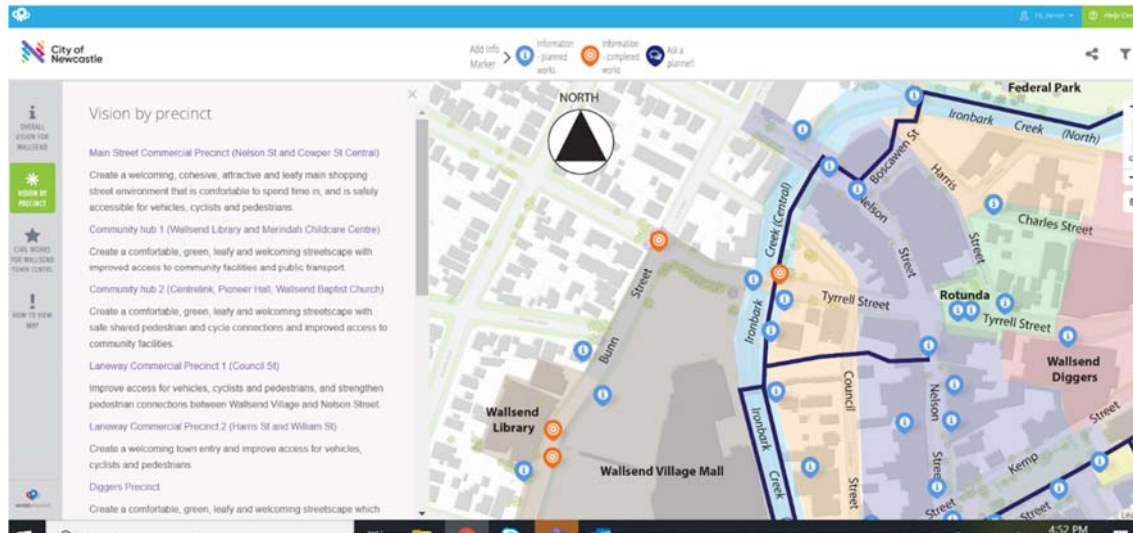 Hi, Jamie
Help Cen
City of
Newcastle
Add Info
Marker
Information
- planned
works
Information
- completed
works
Ask a
planner!
OVERALL
VISION FOR
WALLSEND
VISION BY
PRECINCT
CIVIL WORKS
FOR WALLSEND
TOWN CENTRE
HOW TO VIEW
MAP
Vision by precinct
Main Street Commercial Precinct (Nelson St and Cowper St Central)
Create a welcoming, cohesive, attractive and leafy main shopping
street environment that is comfortable to spend time in, and is safely
accessible for vehicles, cyclists and pedestrians.
Community hub 1 (Wallsend Library and Merindah Childcare Centre)
Create a comfortable, green, leafy and welcoming streetscape with
improved access to community facilities and public transport.
Community hub 2 (Centrelink, Pioneer Hall, Wallsend Baptist Church)
Create a comfortable, green, leafy and welcoming streetscape with
safe shared pedestrian and cycle connections and improved access to
community facilities.
Laneway Commercial Precinct 1 (Council St)
Improve access for vehicles, cyclists and pedestrians, and strengthen
pedestrian connections between Wallsend Village and Nelson Street.
Laneway Commercial Precinct 2 (Harris St and William St)
Create a welcoming town entry and improve access for vehicles,
cyclists and pedestrians
Diggers Precinct
Create a comfortable, green, leafy and welcoming streetscape which
NORTH
Federal Park
Ironbark Creek (North)
Boscawen St
Harris
Street
Charles Street
Nelson
Street
Creek (Central)
Ironbark
Street
Bunn
Tyrrell Street
Rotunda
Tyrrell Street
Wallsend
Diggers
Wallsend
Library
Wallsend Village Mall
Ironbark
Creek
Council
Street
Nelson
Street
Kemp
Street
Street
Street
4:52 PM